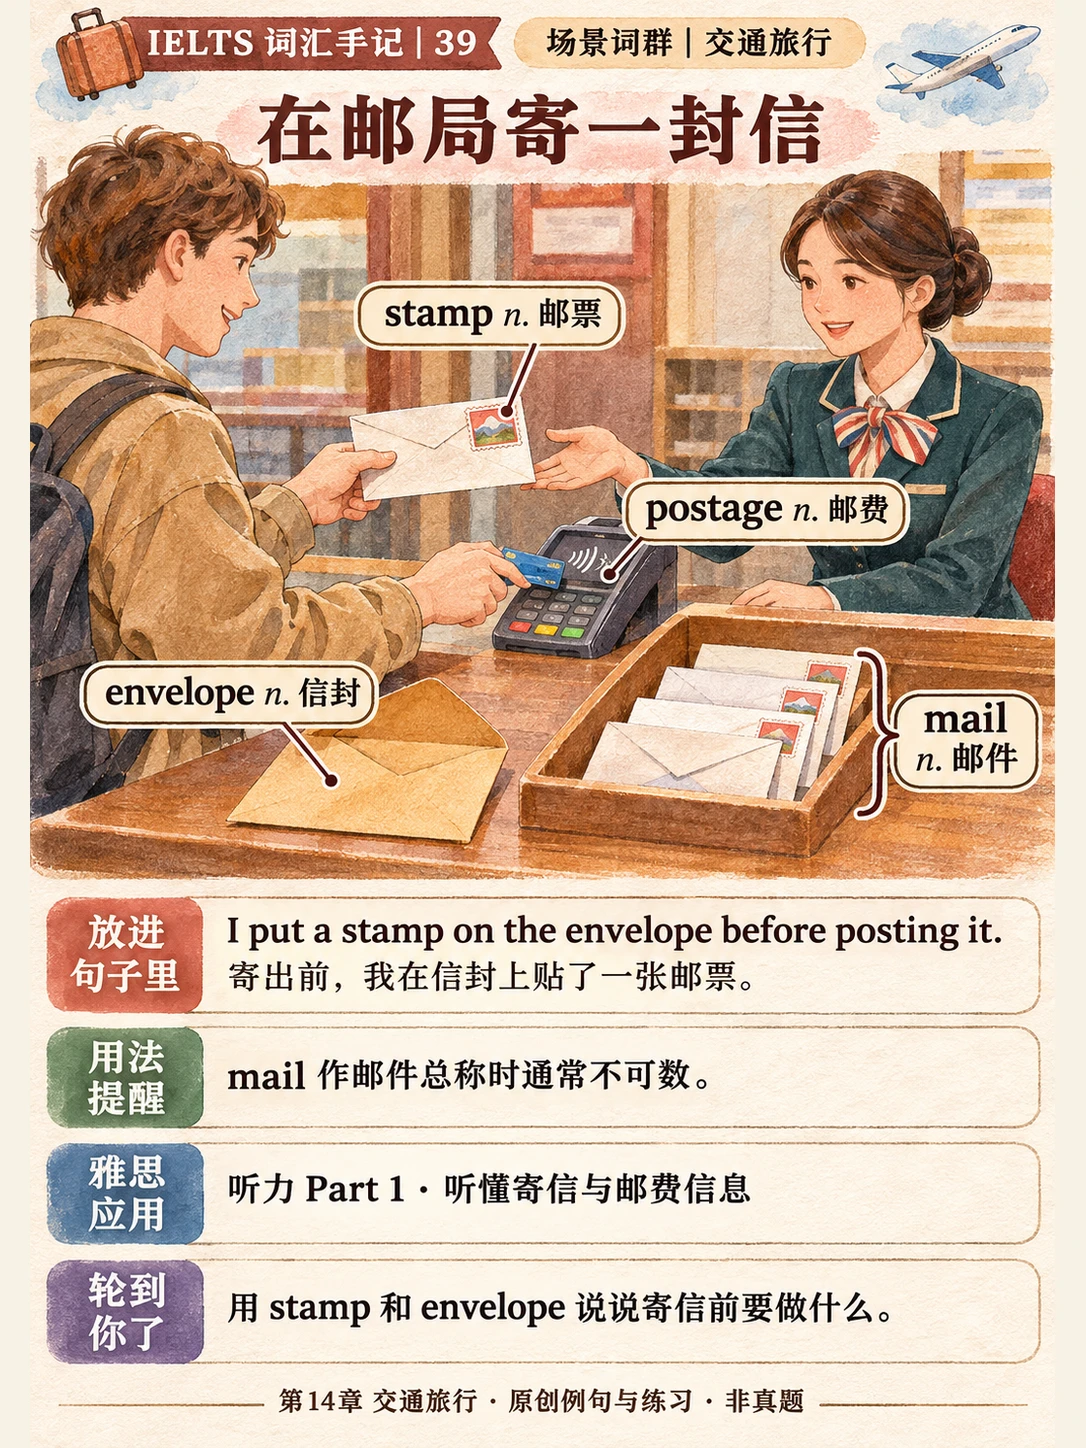 IELTS 词汇手记 | 39
场景词群 | 交通旅行
在邮局寄一封信
stamp n. 邮票
postage n. 邮费
envelope n. 信封
mail
n. 邮件
放进
句子里
I put a stamp on the envelope before posting it.
寄出前，我在信封上贴了一张邮票。
用法
提醒
mail 作邮件总称时通常不可数。
雅思
应用
听力 Part 1 · 听懂寄信与邮费信息
轮到
你了
用 stamp 和 envelope 说说寄信前要做什么。
第14章 交通旅行 · 原创例句与练习 · 非真题